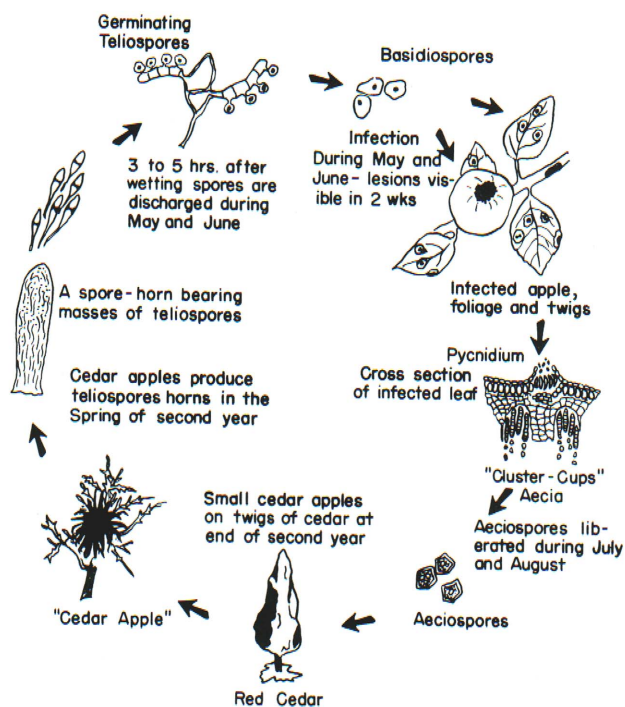 Germinating
Teliospores
Basidiospores
3 to 5 hrs. after
wetting spores are
discharged during
May and June
Infection
During May and
June- lesions vis-
ible in 2 wks
A spore-horn bearing
masses of teliospores
Infected apple,
foliage and twigs
Pycnidium
Cross section
of infected leaf
Cedar apples produce
teliospores horns in the
Spring of second year
"Cluster-Cups"
Aecia
Small cedar apples
on twigs of cedar at
end of second year
Aeciospores lib-
erated during July
and August
"Cedar Apple"
Aeciospores
Red Cedar